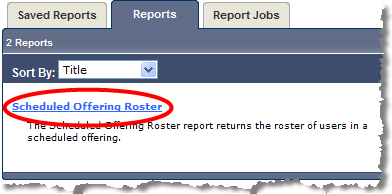 Saved Reports
Reports
Report Jobs
2 Reports
Sort By: Title
Scheduled Offering Roster
The Scheduled Offering Roster report returns the roster of users in a
scheduled offering.